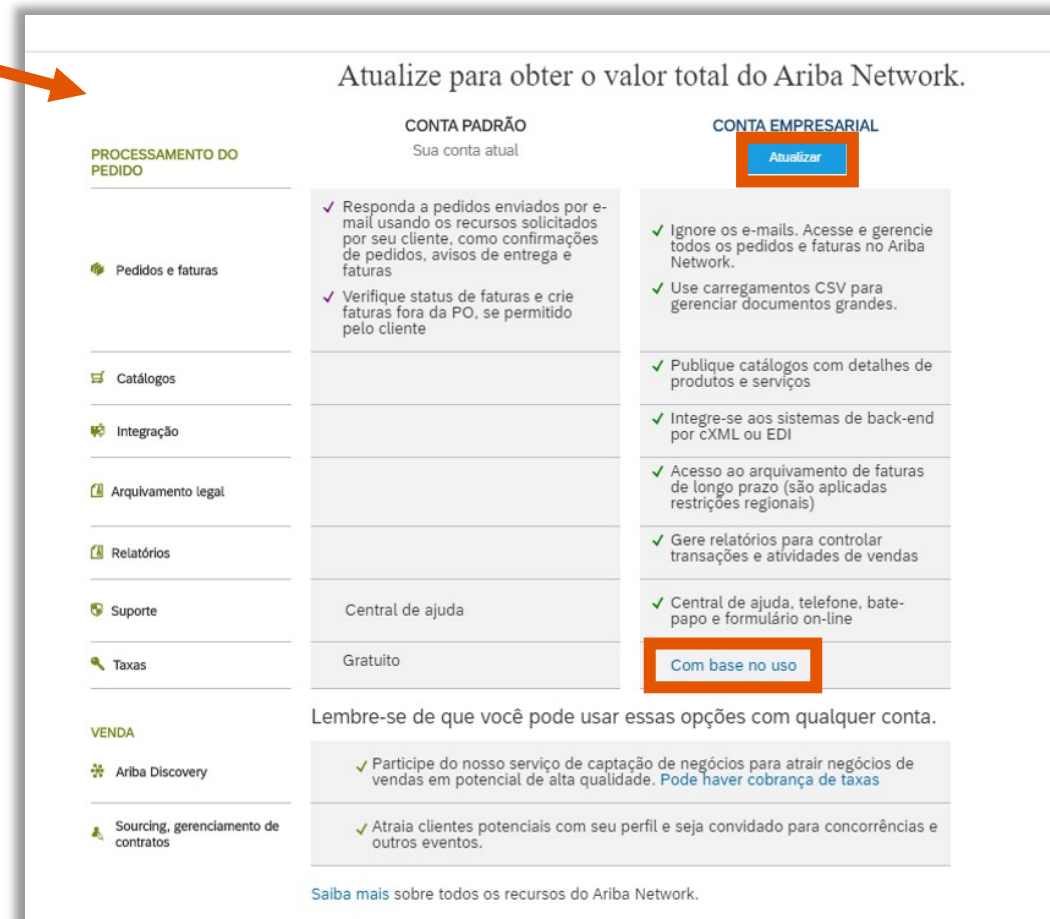 Atualize para obter o valor total do Ariba Network.
CONTA PADRÃO
CONTA EMPRESARIAL
Sua conta atual
Atualizar
PROCESSAMENTO DO
PEDIDO
Pedidos e faturas
Responda a pedidos enviados por e-
mail usando os recursos solicitados
por seu cliente, como confirmações
de pedidos, avisos de entrega e
faturas
Verifique status de faturas e crie
faturas fora da PO, se permitido
pelo cliente
Ignore os e-mails. Acesse e gerencie
todos os pedidos e faturas no Ariba
Network.
Use carregamentos CSV para
gerenciar documentos grandes.
Catálogos
Publique catálogos com detalhes de
produtos e serviços
Integração
Integre-se aos sistemas de back-end
por cXML ou EDI
Arquivamento legal
Acesso ao arquivamento de faturas
de longo prazo (são aplicadas
restrições regionais)
Relatórios
Gere relatórios para controlar
transações e atividades de vendas
Suporte
Central de ajuda
Central de ajuda, telefone, bate-
papo e formulário on-line
Taxas
Gratuito
Com base no uso
Lembre-se de que você pode usar essas opções com qualquer conta.
VENDA
Ariba Discovery
Participe do nosso serviço de captação de negócios para atrair negócios de
vendas em potencial de alta qualidade. Pode haver cobrança de taxas
Sourcing, gerenciamento de
contratos
Atraia clientes potenciais com seu perfil e seja convidado para concorrências e
outros eventos.
Saiba mais sobre todos os recursos do Ariba Network.